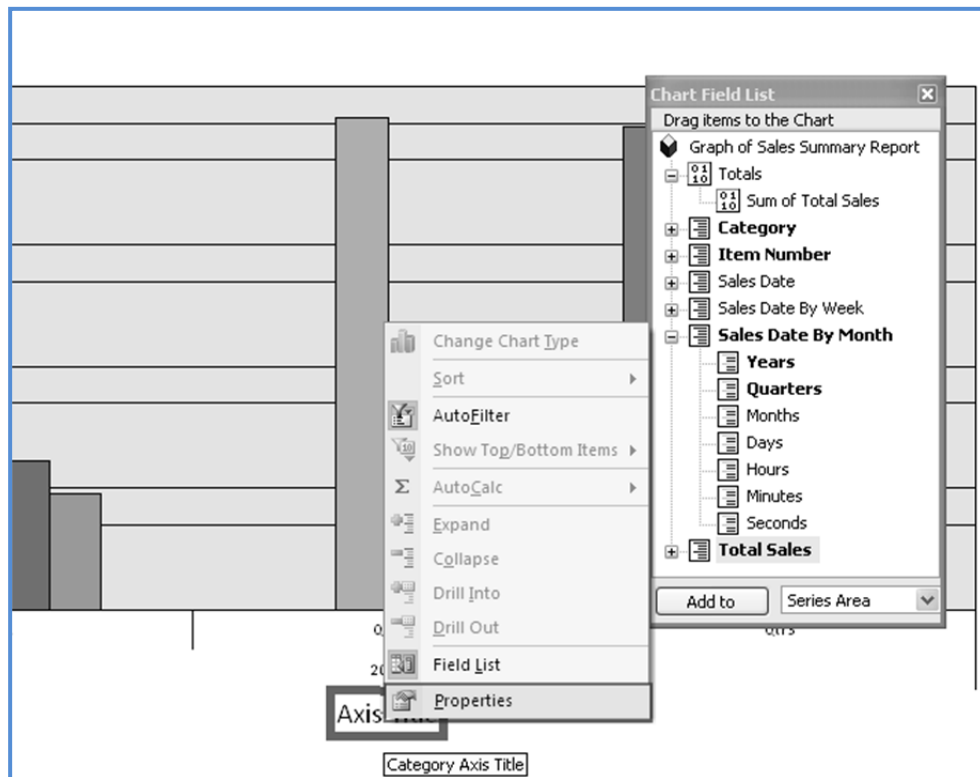 Chart Field List
Drag items to the Chart
Graph of Sales Summary Report
Totals
Sum of Total Sales
Category
Item Number
Sales Date
Sales Date By Week
Sales Date By Month
Years
Quarters
Months
Days
Hours
Minutes
Seconds
Total Sales
Add to
Series Area
Change Chart Type
Sort
AutoFilter
Show Top/Bottom Items
AutoCalc
Expand
Collapse
Drill Into
Drill Out
Field List
Properties
Axis Title
Category Axis Title